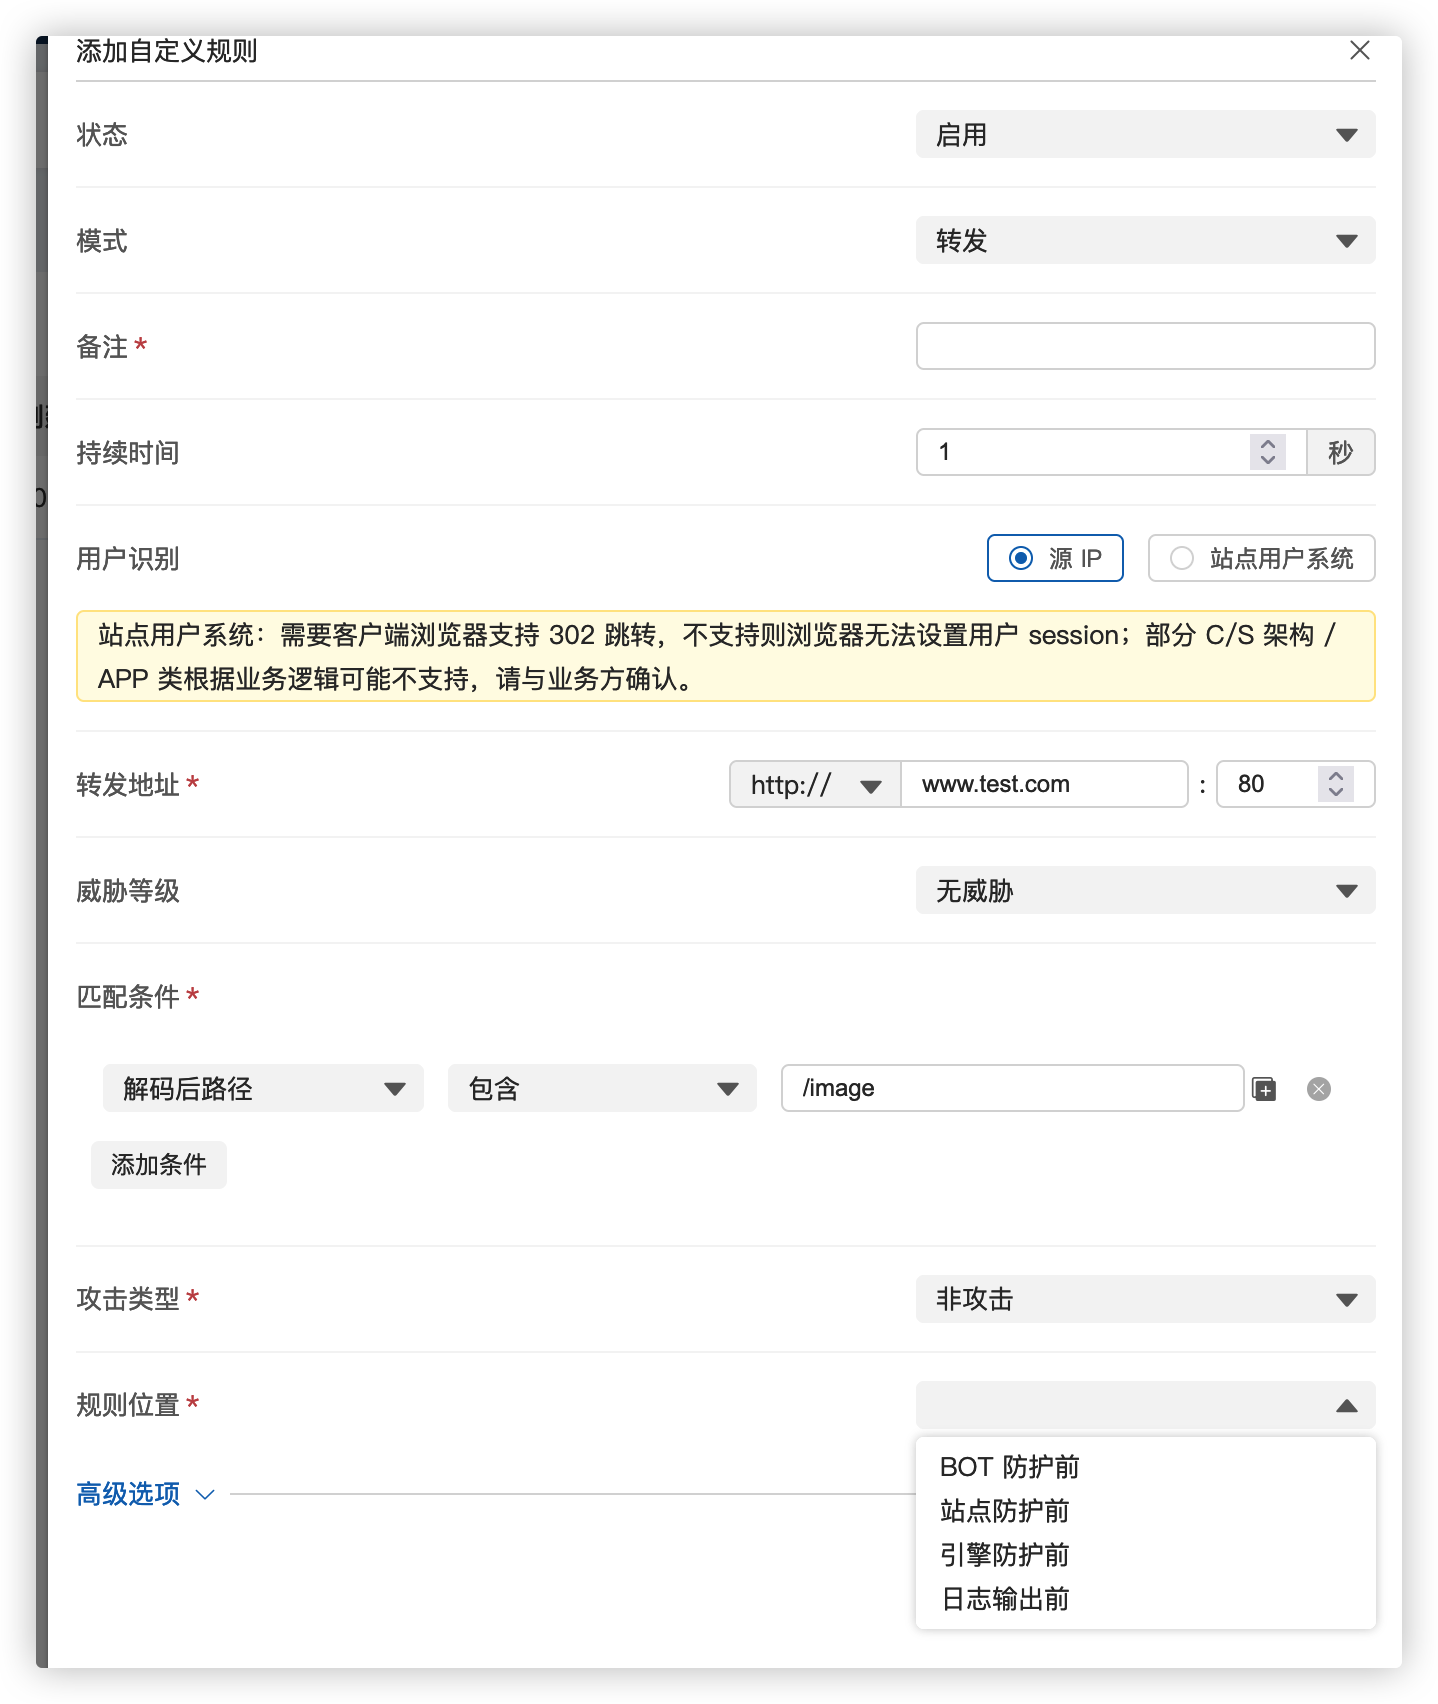 添加自定义规则
状态
启用
模式
转发
备注*
持续时间
1
秒
用户识别
源 IP
站点用户系统
站点用户系统：需要客户端浏览器支持 302 跳转，不支持则浏览器无法设置用户 session；部分 C/S 架构 /
APP 类根据业务逻辑可能不支持，请与业务方确认。
转发地址*
http://
www.test.com
:
80
威胁等级
无威胁
匹配条件*
解码后路径
包含
/image
添加条件
攻击类型*
非攻击
规则位置*
高级选项
BOT 防护前
站点防护前
引擎防护前
日志输出前